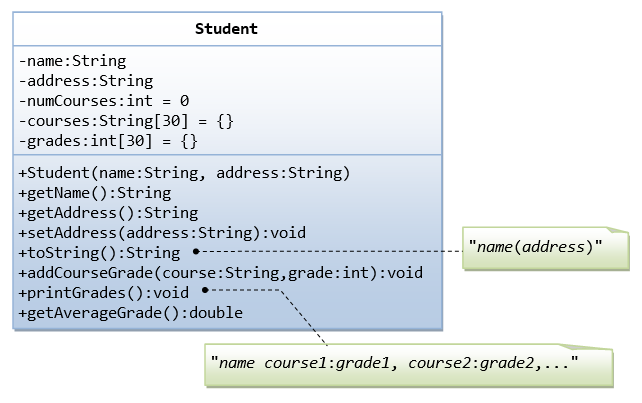 Student
-name:String
-address:String
-numCourses:int = 0
-courses:String[30] = {}
-grades:int[30] = {}
+Student(name:String, address:String)
+getName():String
+getAddress():String
+setAddress(address:String):void
+toString():String
"name(address)"
+addCourseGrade(course:String,grade:int):void
+printGrades():void
+getAverageGrade():double
"name course1:grade1, course2:grade2,..."